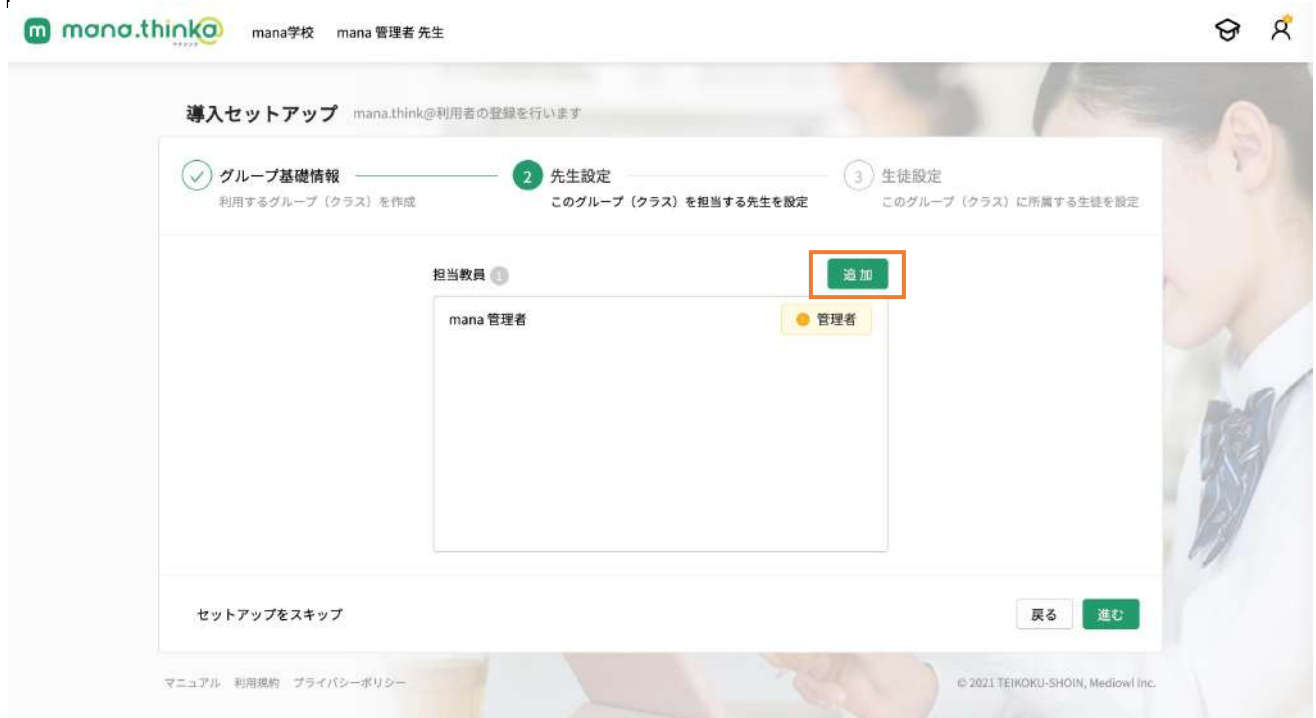 m mana.think@ mana学校 mana 管理者 先生
マナシンク
導入セットアップ mana.think@利用者の登録を行います
グループ基礎情報 2 先生設定 3 生徒設定
利用するグループ（クラス）を作成 このグループ（クラス）を担当する先生を設定 このグループ（クラス）に所属する生徒を設定
担当教員 1 追加
mana 管理者 管理者
セットアップをスキップ 戻る 進む
マニュアル 利用規約 プライバシーポリシー © 2021 TEIKOKU-SHOIN, Mediowl Inc.